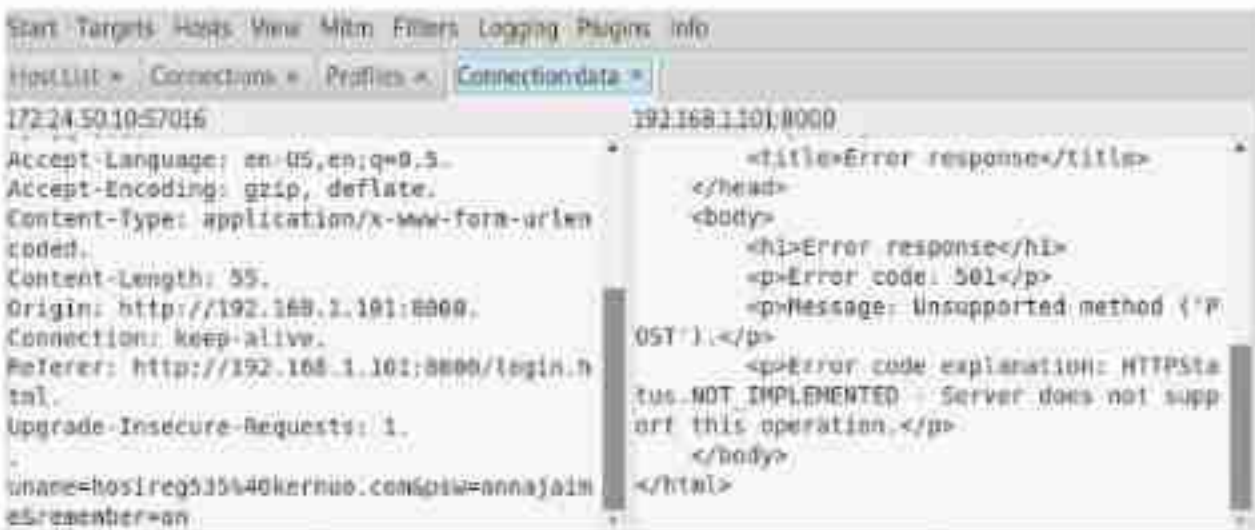 Start Targets Hosts View Mitm Filters Logging Plugins Info
Host List × Connections × Profiles × Connection data ×
172.24.50.10:57016
192.168.1.101:8000
Accept-Language: en-US,en;q=0.5.
Accept-Encoding: gzip, deflate.
Content-Type: application/x-www-form-urlen
coded.
Content-Length: 55.
Origin: http://192.168.1.101:8000.
Connection: keep-alive.
Referer: http://192.168.1.101:8000/login.h
tml.
Upgrade-Insecure-Requests: 1.
.
e&remember=on
<title>Error response</title>
</head>
<body>
<h1>Error response</h1>
<p>Error code: 501</p>
<p>Message: Unsupported method ('P
OST').</p>
<p>Error code explanation: HTTPSta
tus.NOT_IMPLEMENTED - Server does not supp
ort this operation.</p>
</body>
</html>